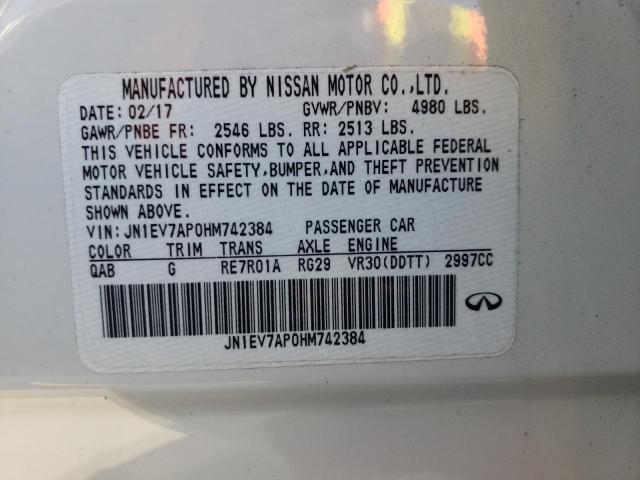 MANUFACTURED BY NISSAN MOTOR CO.,LTD.
DATE: 02/17 GVWR/PNBV: 4980 LBS.
GAWR/PNBE FR: 2546 LBS. RR: 2513 LBS.
THIS VEHICLE CONFORMS TO ALL APPLICABLE FEDERAL
MOTOR VEHICLE SAFETY,BUMPER,AND THEFT PREVENTION
STANDARDS IN EFFECT ON THE DATE OF MANUFACTURE
SHOWN ABOVE.
VIN: JN1EV7AP0HM742384 PASSENGER CAR
COLOR TRIM TRANS AXLE ENGINE
QAB G RE7R01A RG29 VR30(DDTT) 2997CC
JN1EV7AP0HM742384